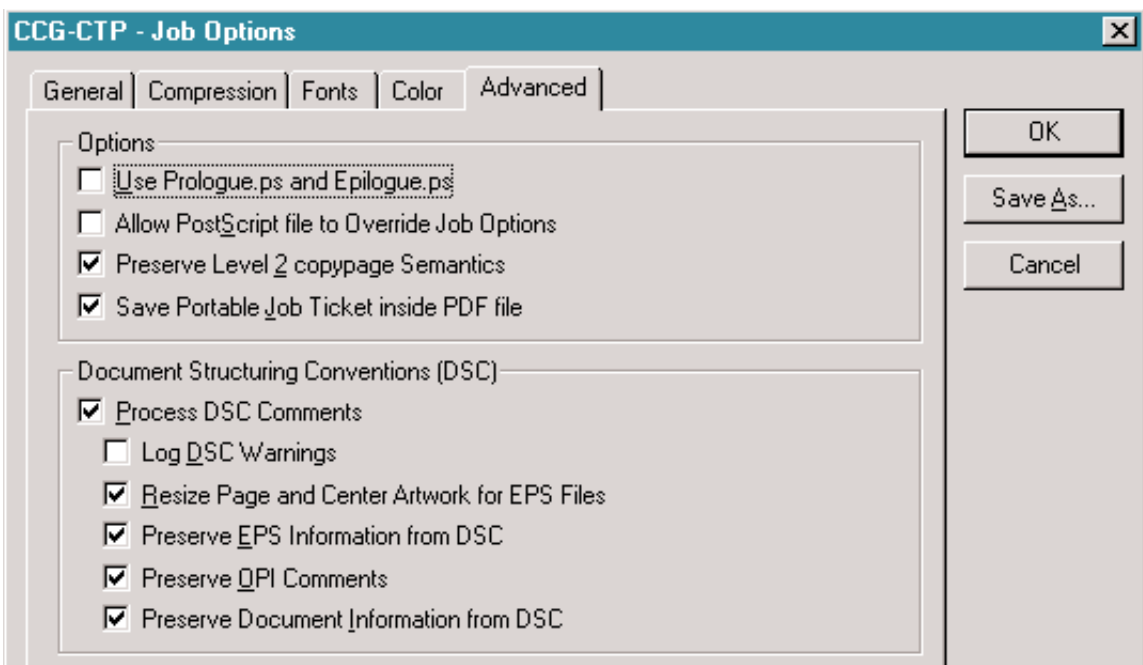 CCG-CTP - Job Options
General Compression Fonts Color Advanced
Options
Use Prologue.ps and Epilogue.ps
Allow PostScript file to Override Job Options
Preserve Level 2 copypage Semantics
Save Portable Job Ticket inside PDF file
Document Structuring Conventions (DSC)
Process DSC Comments
Log DSC Warnings
Resize Page and Center Artwork for EPS Files
Preserve EPS Information from DSC
Preserve OPI Comments
Preserve Document Information from DSC
OK
Save As...
Cancel